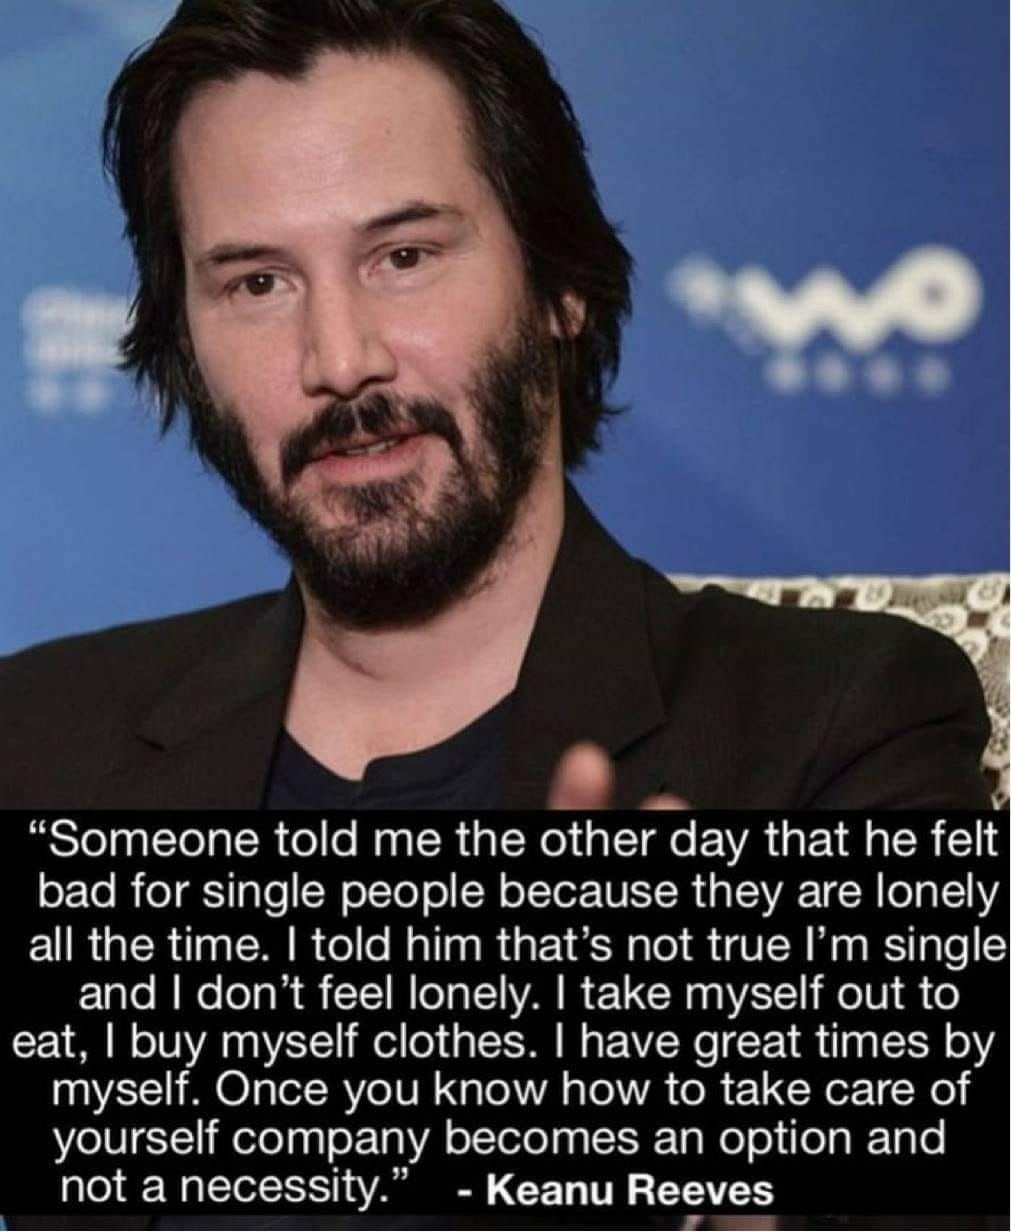 “Someone told me the other day that he felt
bad for single people because they are lonely
all the time. I told him that’s not true I’m single
and I don’t feel lonely. I take myself out to
eat, I buy myself clothes. I have great times by
myself. Once you know how to take care of
yourself company becomes an option and
not a necessity.” - Keanu Reeves